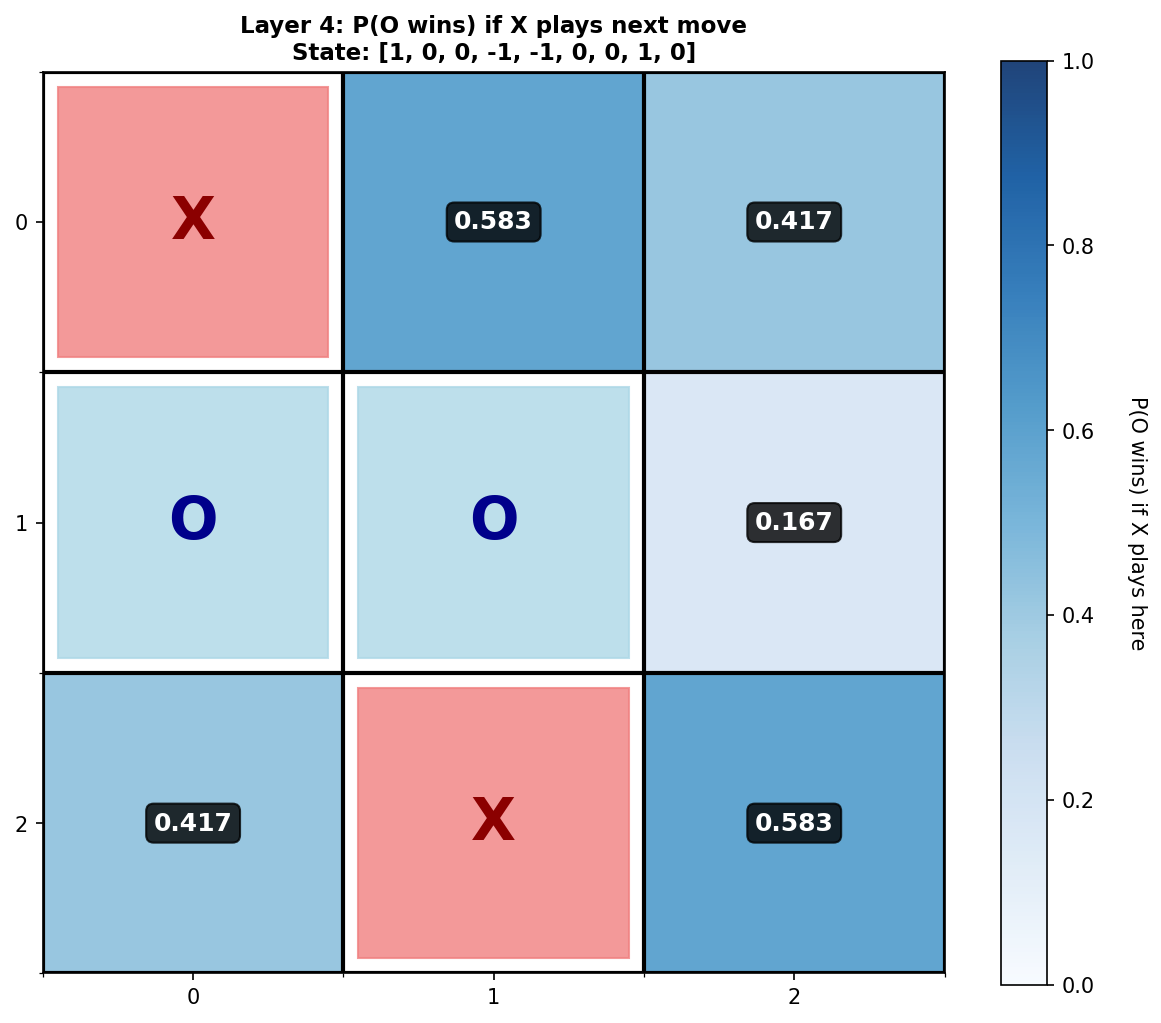 Layer 4: P(O wins) if X plays next move
State: [1, 0, 0, -1, -1, 0, 0, 1, 0]
0
X
0.583
0.417
1
O
O
0.167
2
0.417
X
0.583
0
1
2
1.0
0.8
0.6
0.4
0.2
0.0
P(O wins) if X plays here